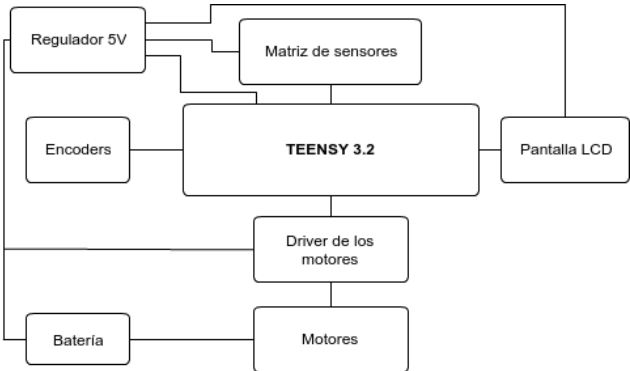 Regulador 5V
Matriz de sensores
Encoders
TEENSY 3.2
Pantalla LCD
Driver de los
motores
Batería
Motores